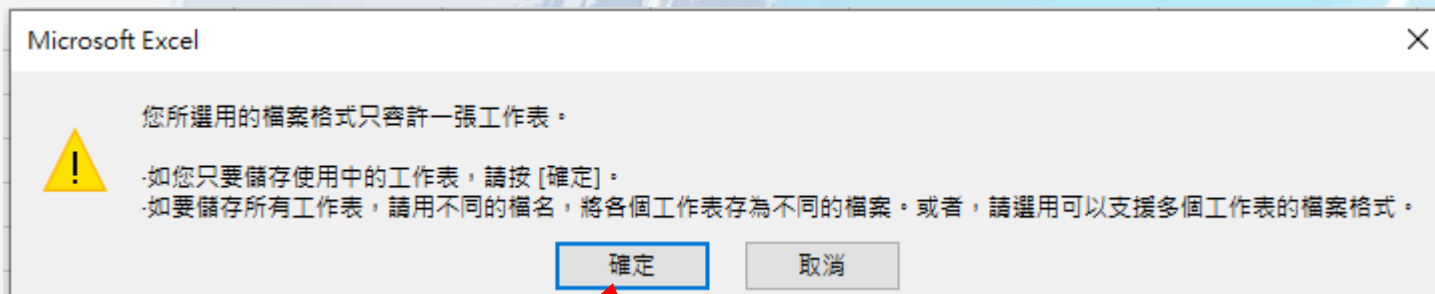 Microsoft Excel
您所選用的檔案格式只容許一張工作表。
‧如您只要儲存使用中的工作表，請按 [確定]。
‧如要儲存所有工作表，請用不同的檔名，將各個工作表存為不同的檔案。或者，請選用可以支援多個工作表的檔案格式。
確定
取消